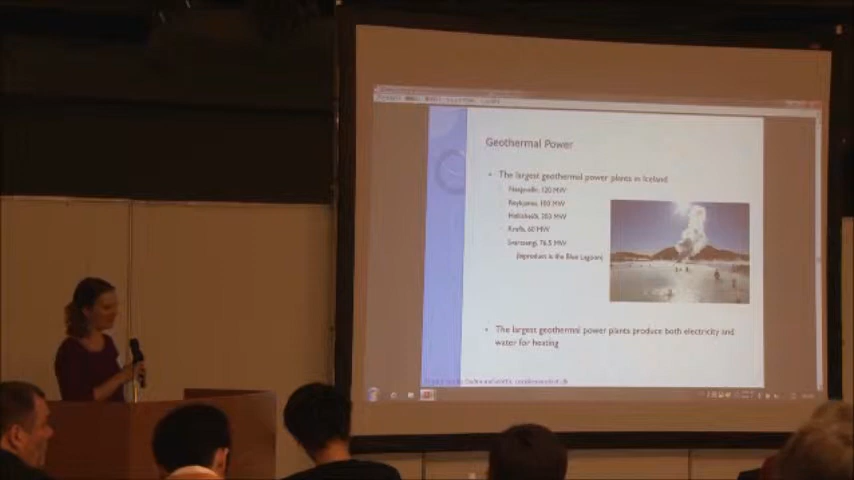 Geothermal Power
• The largest geothermal power plants in Iceland
Nesjavellir, 120 MW
Reykjanes, 100 MW
Hellisheiði, 303 MW
Krafla, 60 MW
Svartsengi, 76.5 MW
(biproduct is the Blue Lagoon)
• The largest geothermal power plants produce both electricity and
water for heating